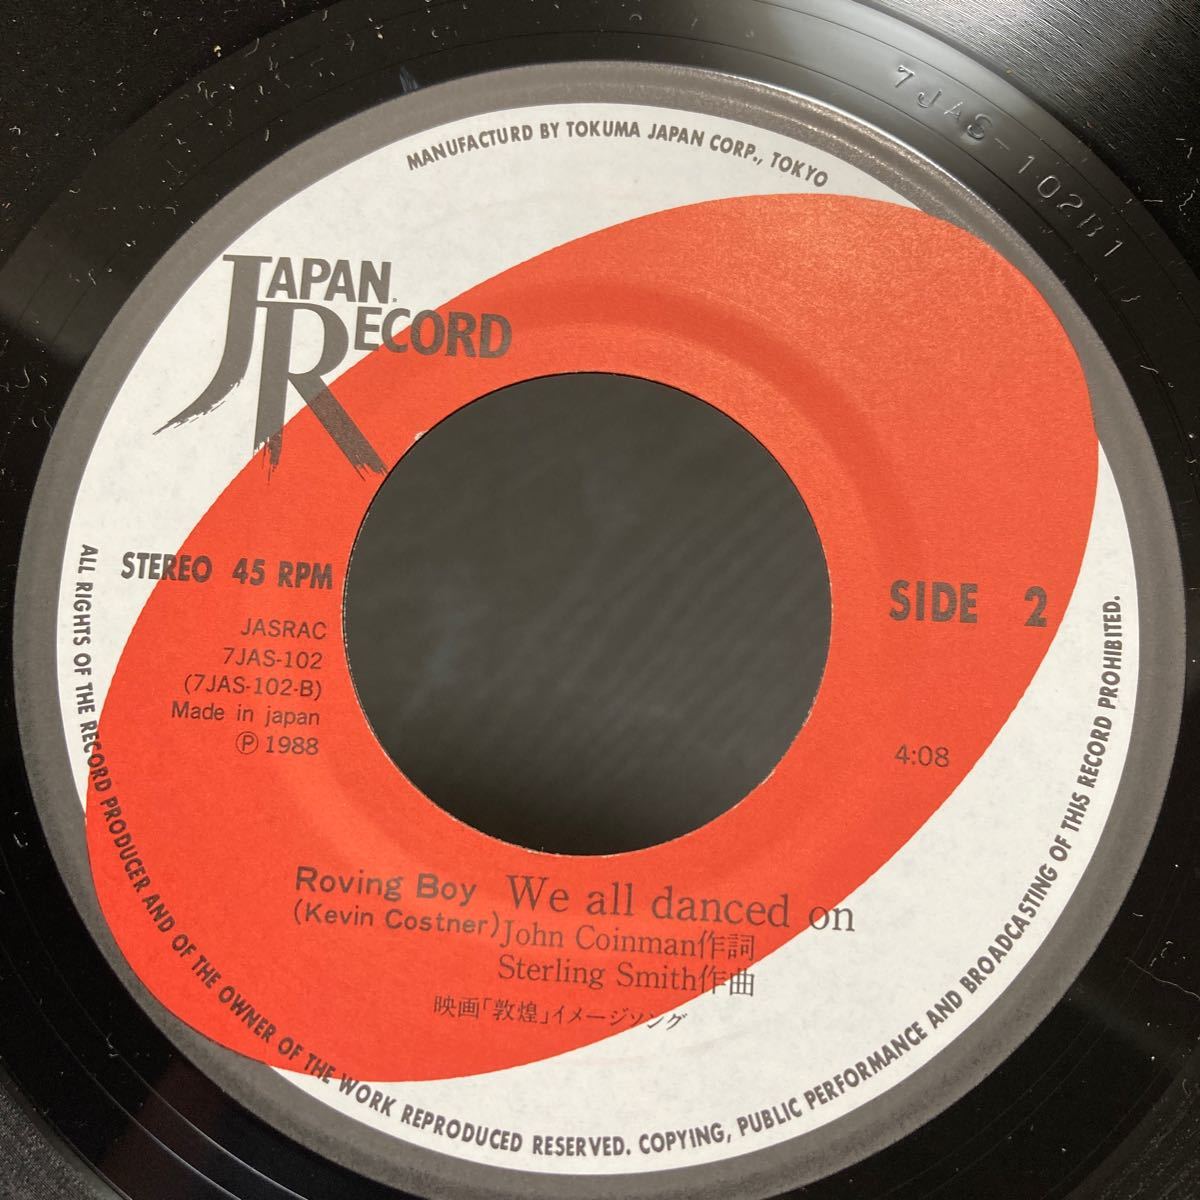 7JAS-102B1
MANUFACTURD BY TOKUMA JAPAN CORP., TOKYO
JAPAN.
RECORD
STEREO 45 RPM
JASRAC
7JAS-102
(7JAS-102-B)
Made in japan
Ⓟ 1988
SIDE 2
4:08
Roving Boy We all danced on
(Kevin Costner) John Coinman作詞
Sterling Smith作曲
映画「敦煌」イメージソング
ALL RIGHTS OF THE RECORD PRODUCER AND OF THE OWNER OF THE WORK REPRODUCED RESERVED. COPYING, PUBLIC PERFORMANCE AND BROADCASTING OF THIS RECORD PROHIBITED.